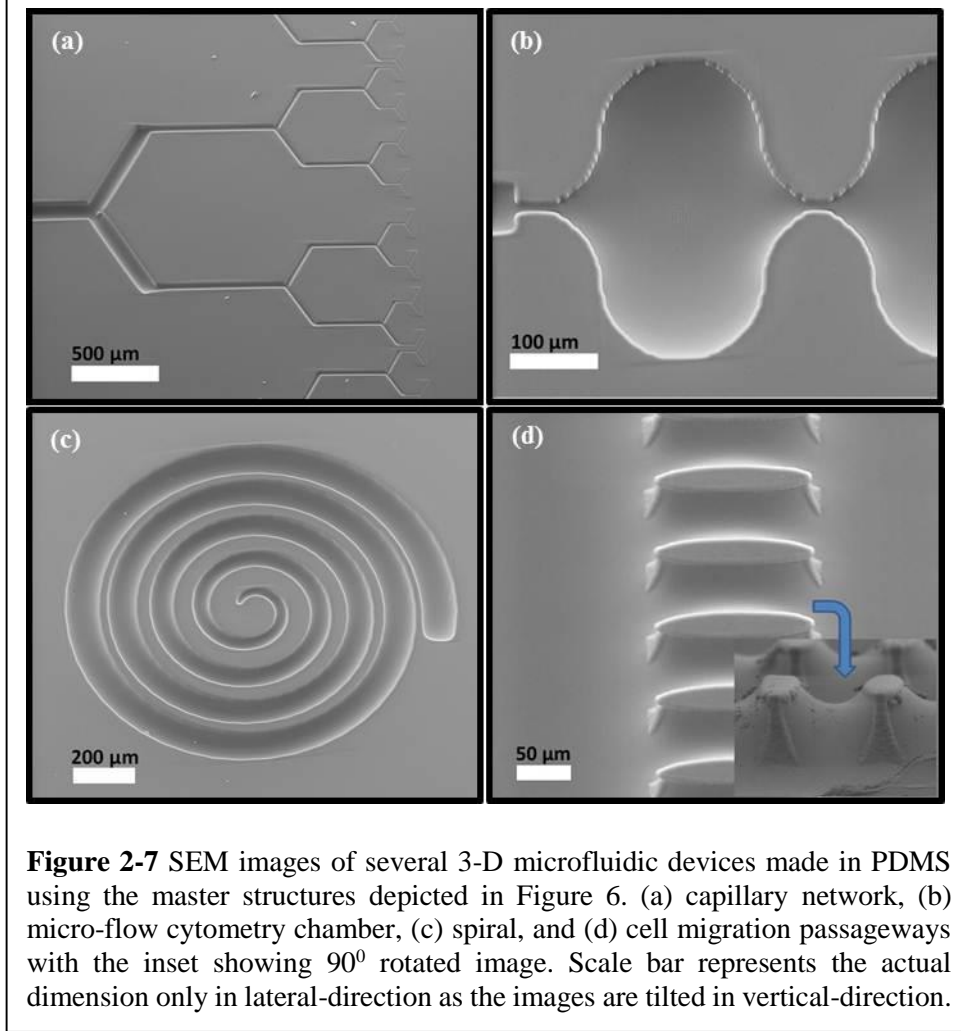 (a)
(b)
500 µm
100 µm
(c)
(d)
200 µm
50 µm
Figure 2-7 SEM images of several 3-D microfluidic devices made in PDMS
using the master structures depicted in Figure 6. (a) capillary network, (b)
micro-flow cytometry chamber, (c) spiral, and (d) cell migration passageways
with the inset showing 90⁰ rotated image. Scale bar represents the actual
dimension only in lateral-direction as the images are tilted in vertical-direction.